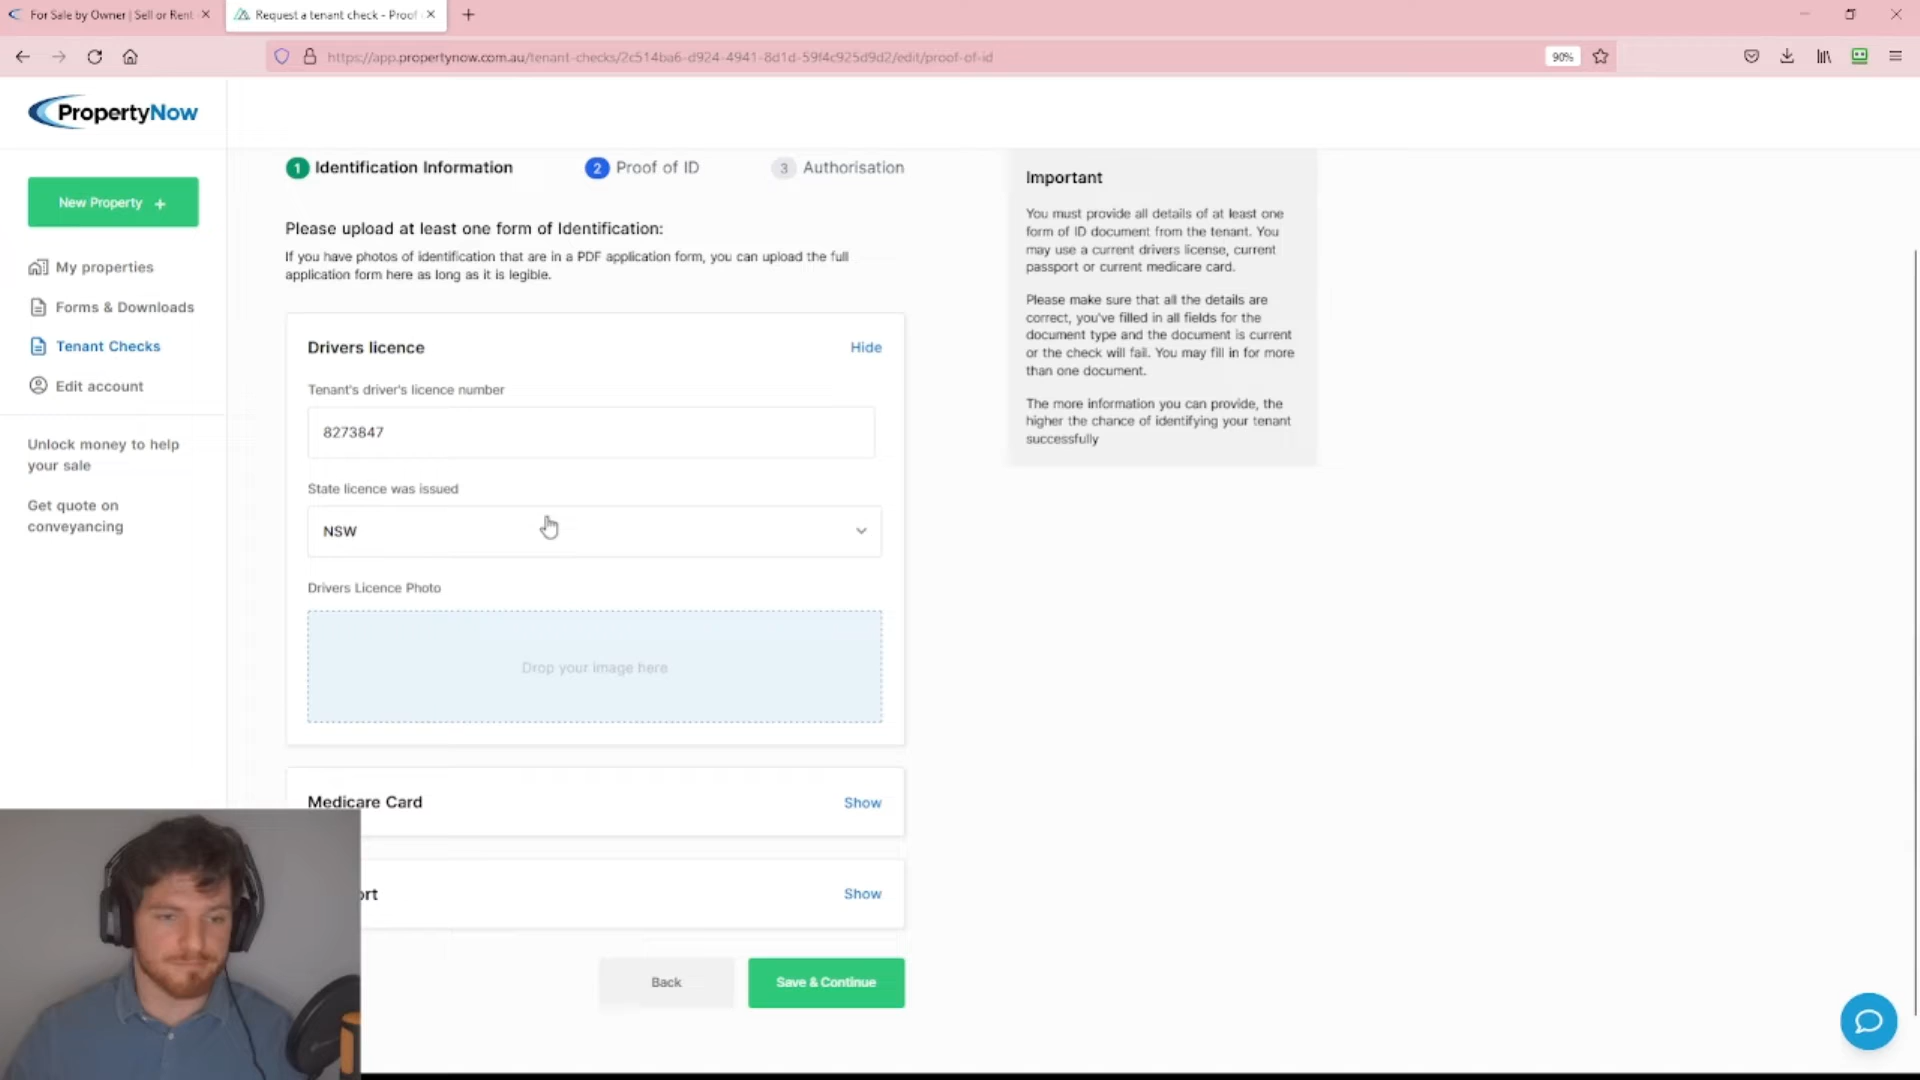 For Sale by Owner | Sell or Rent
Request a tenant check - Proof
https://app.propertynow.com.au/tenant-checks/2c514ba6-d924-4941-8d1d-59f4c925d9d2/edit/proof-of-id
90%
PropertyNow
New Property +
My properties
Forms & Downloads
Tenant Checks
Edit account
Unlock money to help
your sale
Get quote on
conveyancing
1 Identification Information
2 Proof of ID
3 Authorisation
Please upload at least one form of Identification:
If you have photos of identification that are in a PDF application form, you can upload the full
application form here as long as it is legible.
Drivers licence
Hide
Tenant's driver's licence number
8273847
State licence was issued
NSW
Drivers Licence Photo
Drop your image here
Medicare Card
Show
ort
Show
Back
Save & Continue
Important
You must provide all details of at least one
form of ID document from the tenant. You
may use a current drivers license, current
passport or current medicare card.
Please make sure that all the details are
correct, you've filled in all fields for the
document type and the document is current
or the check will fail. You may fill in for more
than one document.
The more information you can provide, the
higher the chance of identifying your tenant
successfully